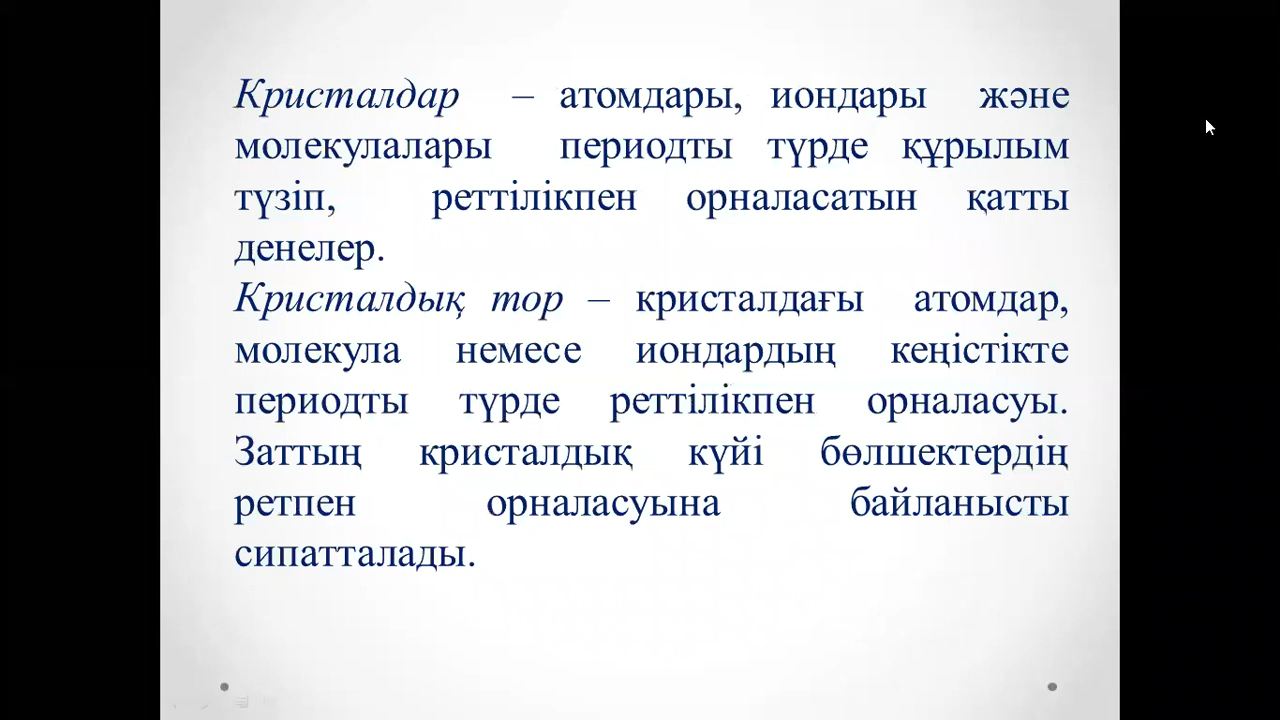 Кристалдар – атомдары, иондары және
молекулалары периодты түрде құрылым
түзіп, реттілікпен орналасатын қатты
денелер.
Кристалдық тор – кристалдағы атомдар,
молекула немесе иондардың кеңістікте
периодты түрде реттілікпен орналасуы.
Заттың кристалдық күйі бөлшектердің
ретпен орналасуына байланысты
сипатталады.